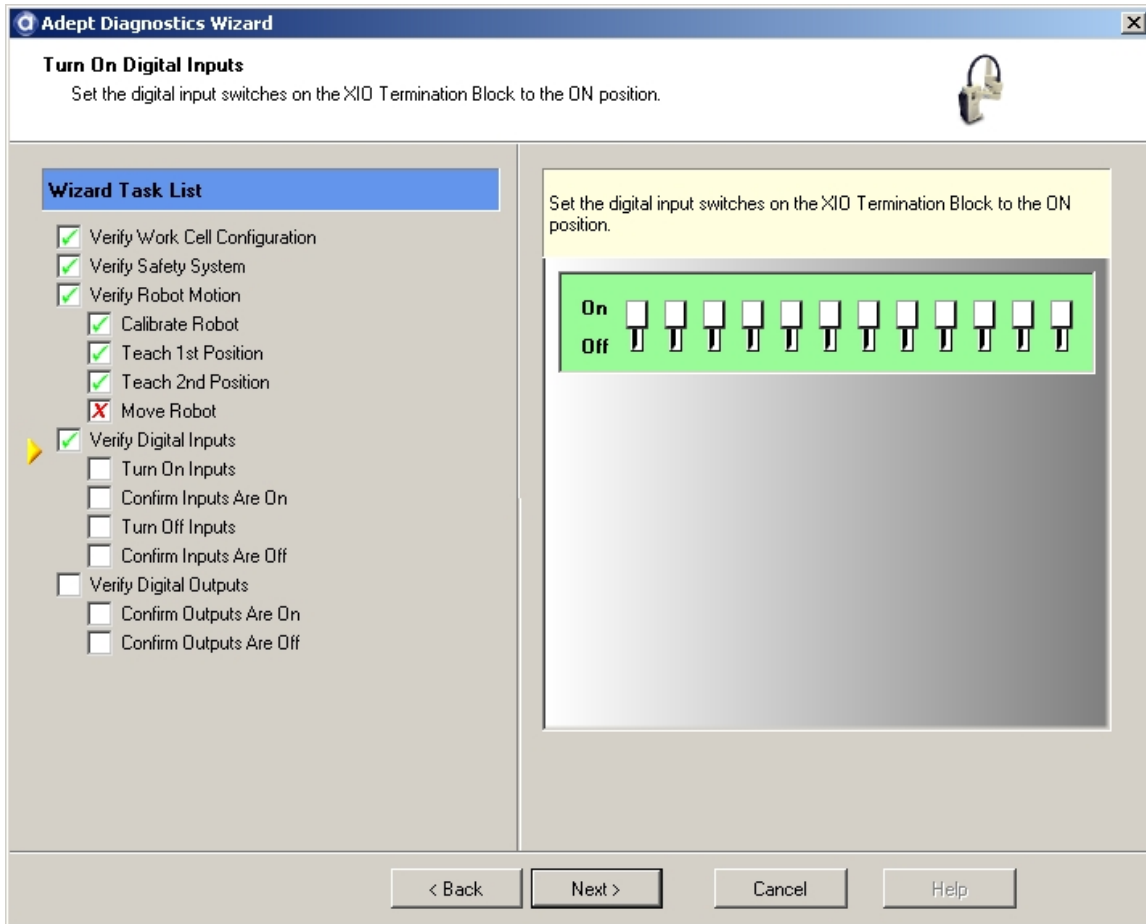 Adept Diagnostics Wizard
Turn On Digital Inputs
Set the digital input switches on the XIO Termination Block to the ON position.
Wizard Task List
Verify Work Cell Configuration
Verify Safety System
Verify Robot Motion
Calibrate Robot
Teach 1st Position
Teach 2nd Position
Move Robot
Verify Digital Inputs
Turn On Inputs
Confirm Inputs Are On
Turn Off Inputs
Confirm Inputs Are Off
Verify Digital Outputs
Confirm Outputs Are On
Confirm Outputs Are Off
Set the digital input switches on the XIO Termination Block to the ON
position.
On
Off
< Back
Next >
Cancel
Help